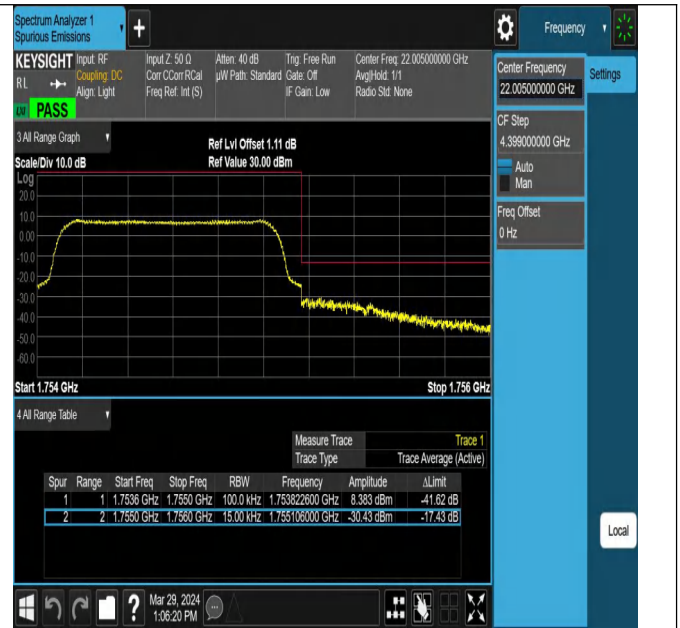 Spectrum Analyzer 1
Spurious Emissions
+
Frequency
KEYSIGHT
RL
Input: RF
Coupling: DC
Align: Light
Input Z: 50 Ω
Corr CCorr RCal
Freq Ref: Int (S)
Atten: 40 dB
µW Path: Standard
Trig: Free Run
Gate: Off
IF Gain: Low
Center Freq: 22.005000000 GHz
Avg|Hold: 1/1
Radio Std: None
PASS
Center Frequency
22.005000000 GHz
Settings
CF Step
4.399000000 GHz
Auto
Man
Freq Offset
0 Hz
3 All Range Graph
Ref Lvl Offset 1.11 dB
Scale/Div 10.0 dB
Ref Value 30.00 dBm
Log
20.0
10.0
0.00
-10.0
-20.0
-30.0
-40.0
-50.0
-60.0
Start 1.754 GHz
Stop 1.756 GHz
4 All Range Table
Measure Trace Trace 1
Trace Type Trace Average (Active)
Spur Range Start Freq Stop Freq RBW Frequency Amplitude ΔLimit
1 1 1.7536 GHz 1.7550 GHz 100.0 kHz 1.753822600 GHz 8.383 dBm -41.62 dB
2 2 1.7550 GHz 1.7560 GHz 15.00 kHz 1.755106000 GHz -30.43 dBm -17.43 dB
Local
?
Mar 29, 2024
1:06:20 PM